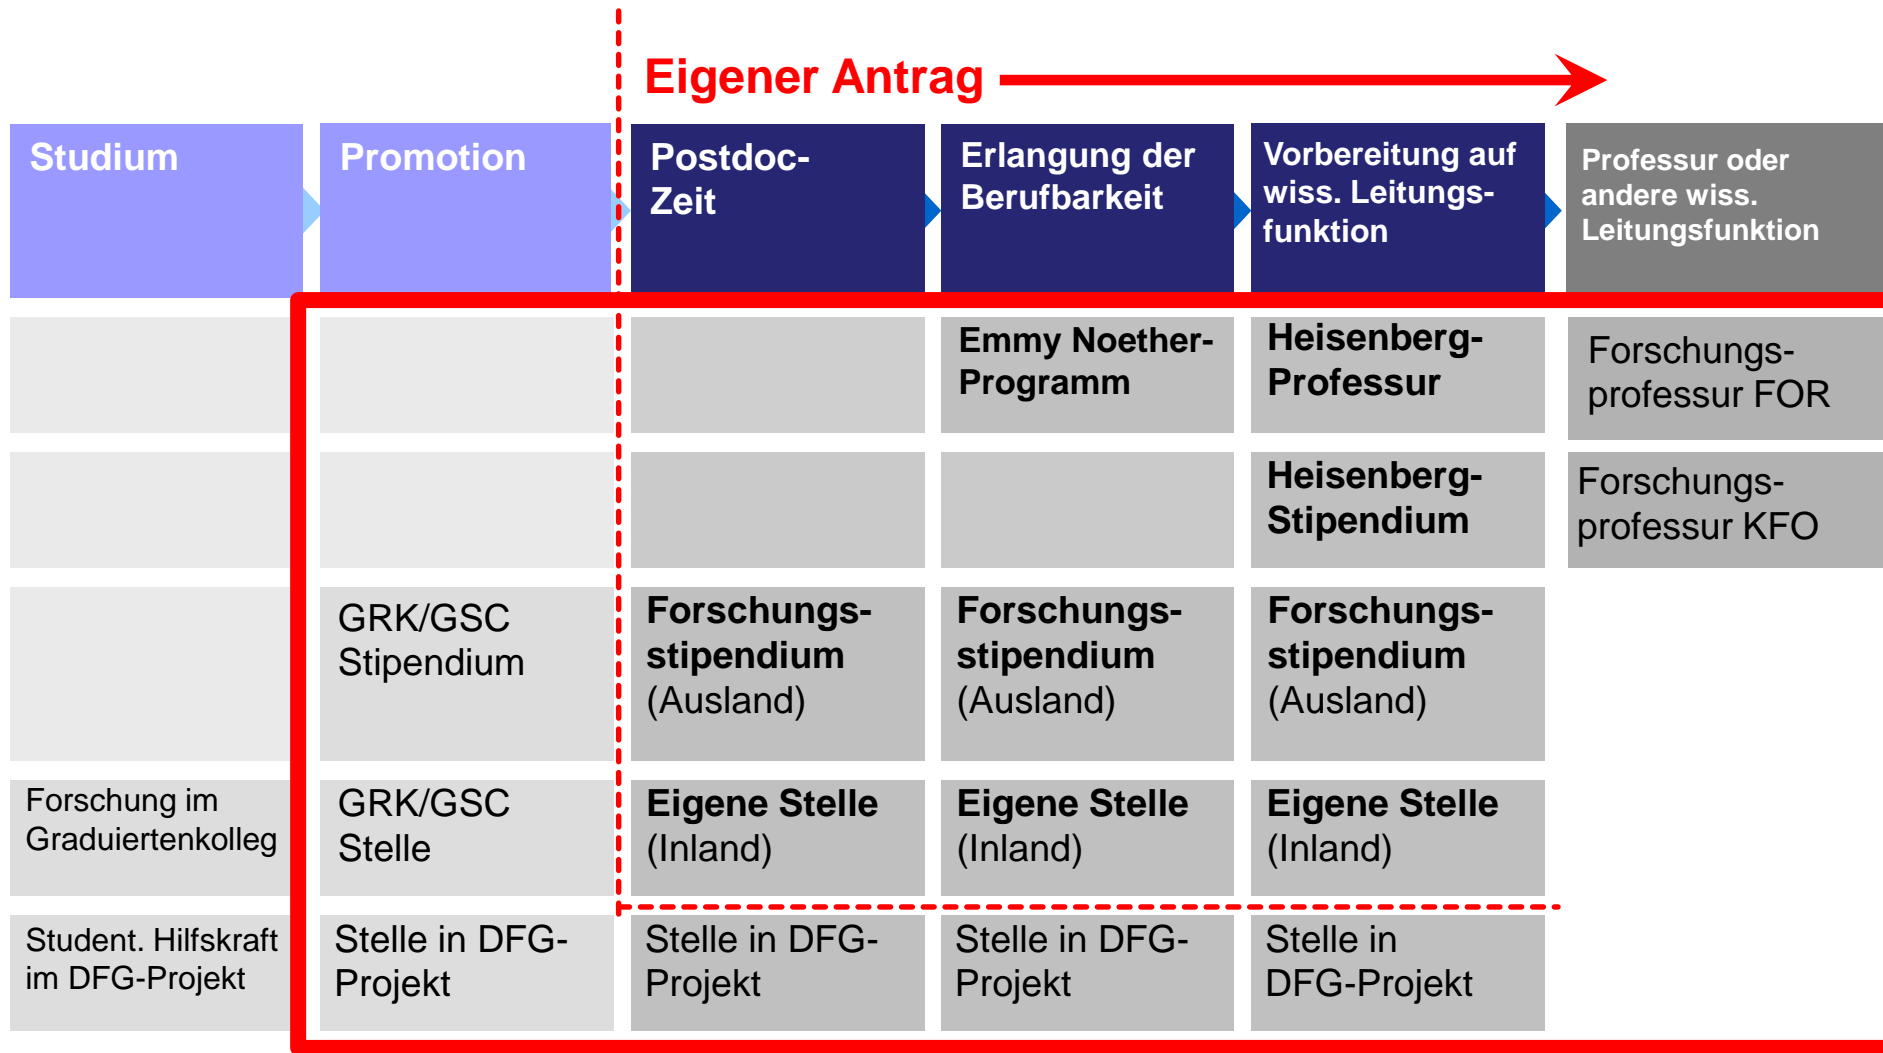 Eigener Antrag
Studium
Promotion
Postdoc-
Zeit
Erlangung der
Berufbarkeit
Vorbereitung auf
wiss. Leitungs-
funktion
Professur oder
andere wiss.
Leitungsfunktion
Emmy Noether-
Programm
Heisenberg-
Professur
Forschungs-
professur FOR
Heisenberg-
Stipendium
Forschungs-
professur KFO
GRK/GSC
Stipendium
Forschungs-
stipendium
(Ausland)
Forschungs-
stipendium
(Ausland)
Forschungs-
stipendium
(Ausland)
Forschung im
Graduiertenkolleg
GRK/GSC
Stelle
Eigene Stelle
(Inland)
Eigene Stelle
(Inland)
Eigene Stelle
(Inland)
Student. Hilfskraft
im DFG-Projekt
Stelle in DFG-
Projekt
Stelle in DFG-
Projekt
Stelle in DFG-
Projekt
Stelle in
DFG-Projekt